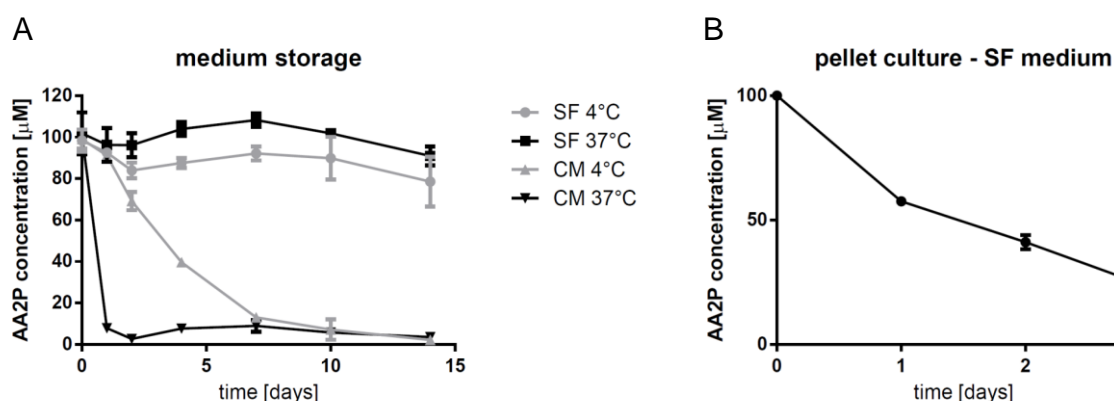 A
medium storage
AA2P concentration [µM]
120
100
80
60
40
20
0
0 5 10 15
time [days]
SF 4°C
SF 37°C
CM 4°C
CM 37°C
B
pellet culture - SF medium
AA2P concentration [µM]
100
50
0
0 1 2
time [days]